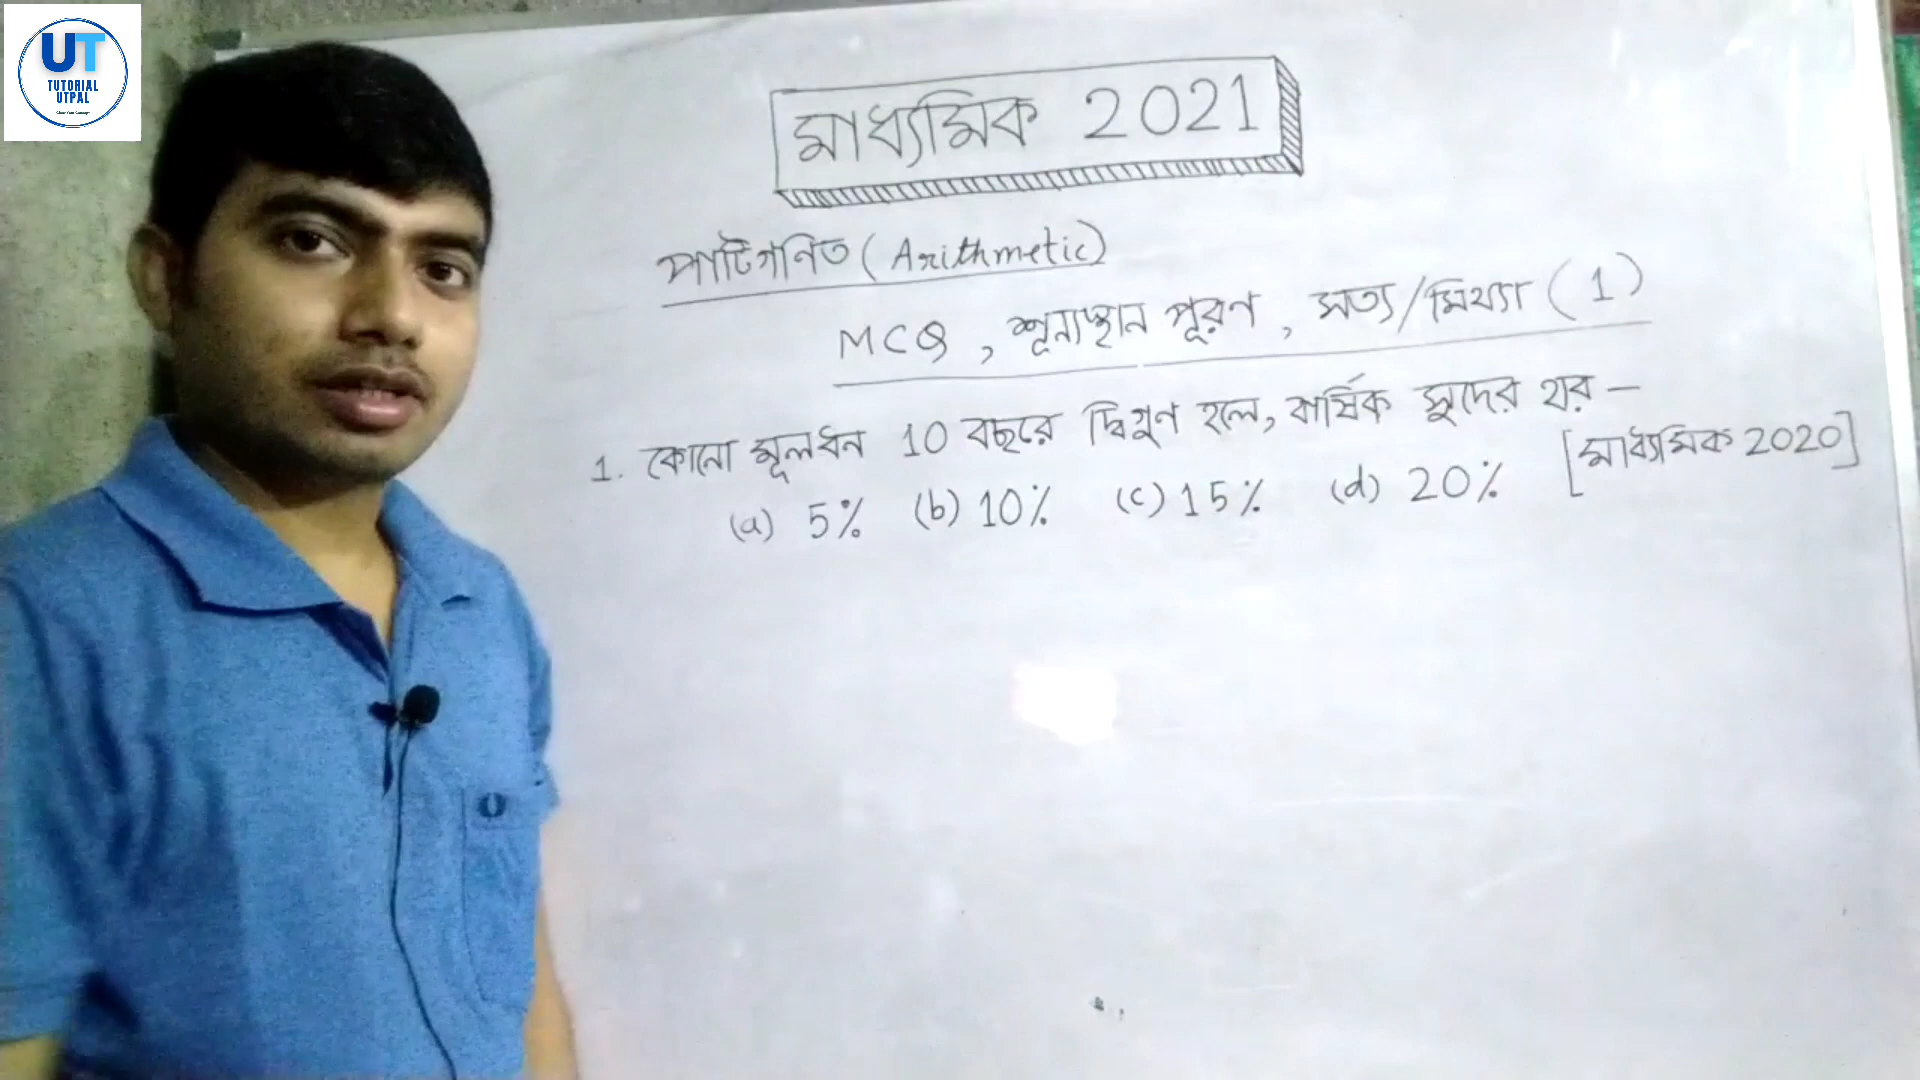 UT
TUTORIAL
UTPAL
মাধ্যমিক 2021
পাটিগনিত (Arithmetic)
MCQ, শূন্যস্থান পূরণ, সত্য/মিথ্যা (1)
1. কোনো মূলধন 10 বছরে দ্বিগুণ হলে, বার্ষিক সুদের হার –
[মাধ্যমিক 2020]
(a) 5% (b) 10% (c) 15% (d) 20%